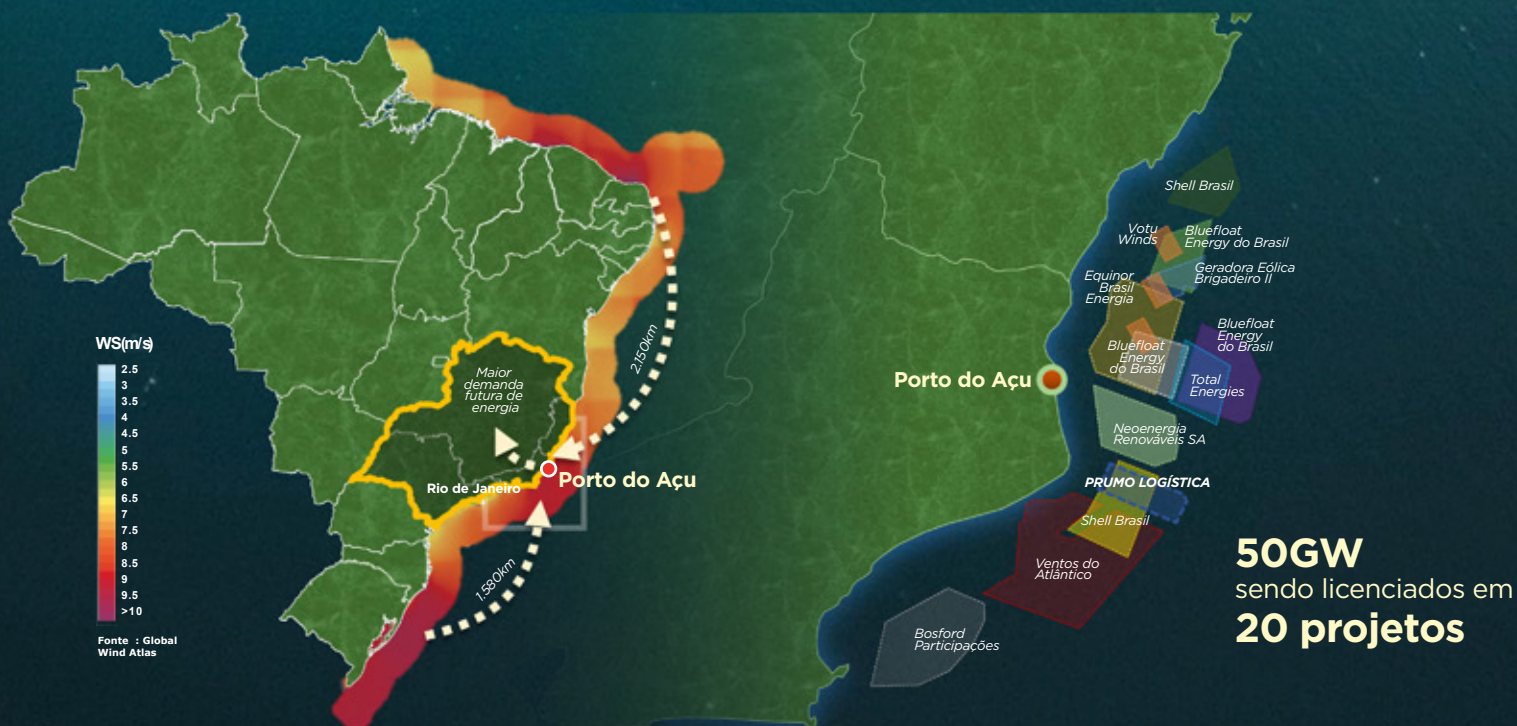 WS(m/s)
2.5
3
3.5
4
4.5
5
5.5
6
6.5
7
7.5
8
8.5
9
9.5
>10
Fonte : Global
Wind Atlas
Maior
demanda
futura de
energia
2.150km
Rio de Janeiro
Porto do Açu
1.580km
Porto do Açu
Shell Brasil
Votu
Winds
Bluefloat
Energy do Brasil
Geradora Eólica
Brigadeiro II
Equinor
Brasil
Energia
Bluefloat
Energy
do Brasil
Bluefloat
Energy
do Brasil
Total
Energies
Neoenergia
Renováveis SA
PRUMO LOGÍSTICA
Shell Brasil
Ventos do
Atlântico
Bosford
Participações
50GW
sendo licenciados em
20 projetos